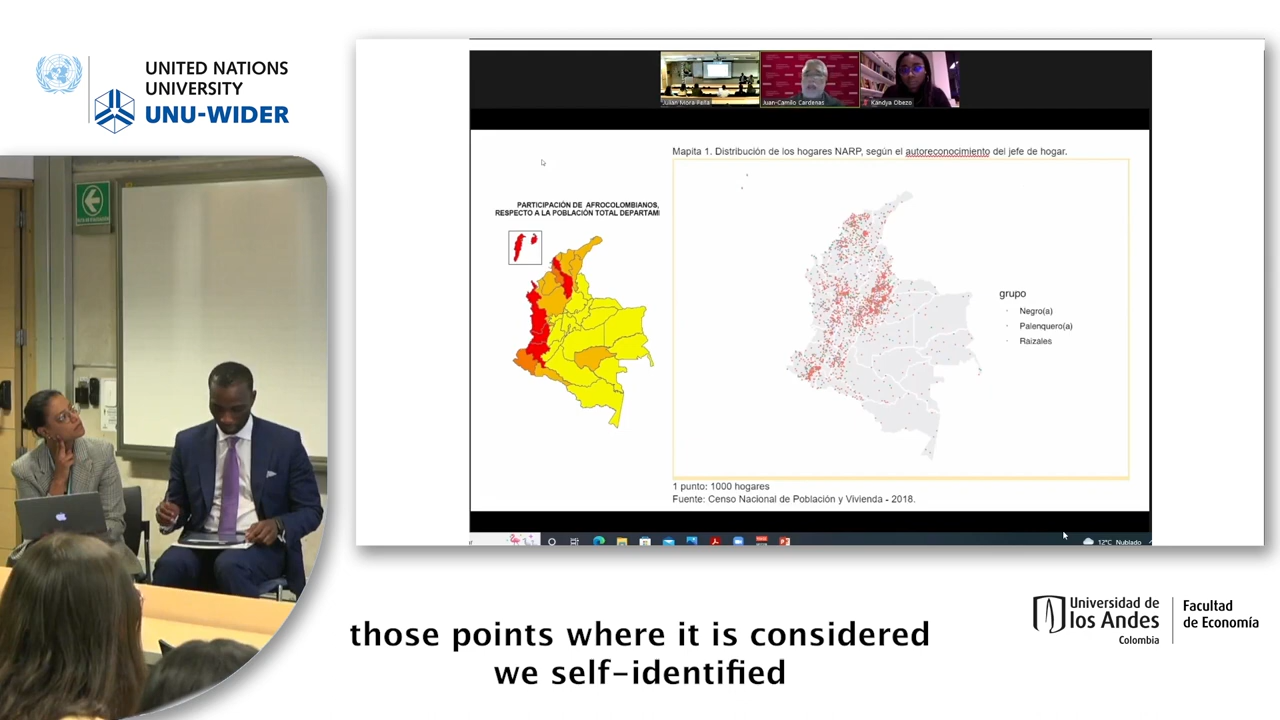 UNITED NATIONS
UNIVERSITY
UNU-WIDER
Julian Mora Feria
Juan-Camilo Cardenas
Kandya Obezo
Mapita 1. Distribución de los hogares NARP, según el autoreconocimiento del jefe de hogar.
PARTICIPACIÓN DE AFROCOLOMBIANOS,
RESPECTO A LA POBLACIÓN TOTAL DEPARTAMI
grupo
Negro(a)
Palenquero(a)
Raizales
1 punto: 1000 hogares
Fuente: Censo Nacional de Población y Vivienda - 2018.
12°C Nublado
those points where it is considered
we self-identified
Universidad de
los Andes
Colombia
Facultad
de Economía